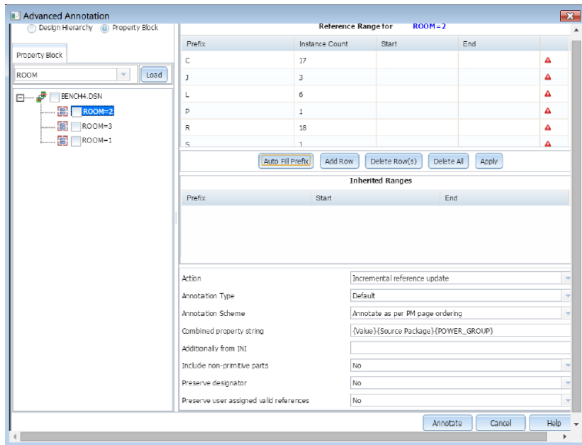 Advanced Annotation
Design Hierarchy Property Block
Property Block
ROOM Load
BENCH4.DSN
ROOM=2
ROOM=3
ROOM=1
Reference Range for ROOM=2
Prefix Instance Count Start End
C 17
J 3
L 6
P 1
R 18
S 1
Auto Fill Prefix Add Row Delete Row(s) Delete All Apply
Inherited Ranges
Prefix Start End
Action Incremental reference update
Annotation Type Default
Annotation Scheme Annotate as per PM page ordering
Combined property string {Value}{Source Package}{POWER_GROUP}
Additionally from INI
Include non-primitive parts No
Preserve designator No
Preserve user assigned valid references No
Annotate Cancel Help